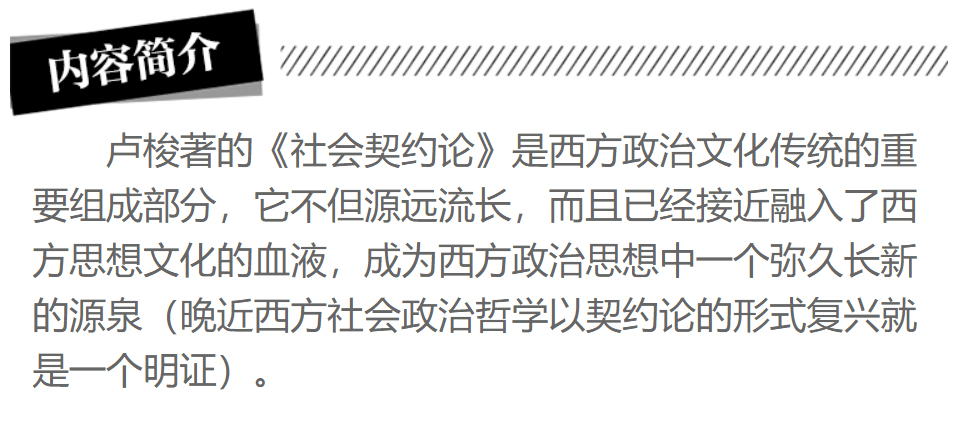 内容简介
卢梭著的《社会契约论》是西方政治文化传统的重
要组成部分，它不但源远流长，而且已经接近融入了西
方思想文化的血液，成为西方政治思想中一个弥久长新
的源泉（晚近西方社会政治哲学以契约论的形式复兴就
是一个明证）。